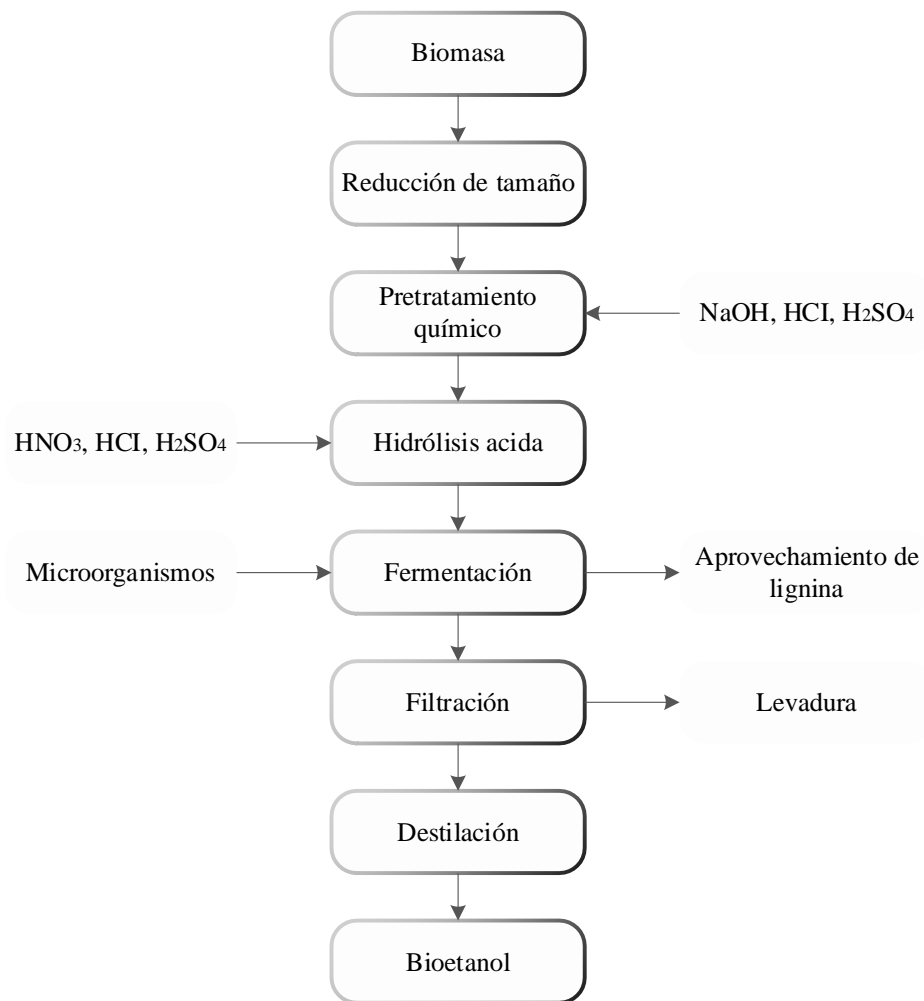 Biomasa
Reducción de tamaño
Pretratamiento
químico
NaOH, HCI, H2SO4
HNO3, HCI, H2SO4
Hidrólisis acida
Microorganismos
Fermentación
Aprovechamiento de
lignina
Filtración
Levadura
Destilación
Bioetanol